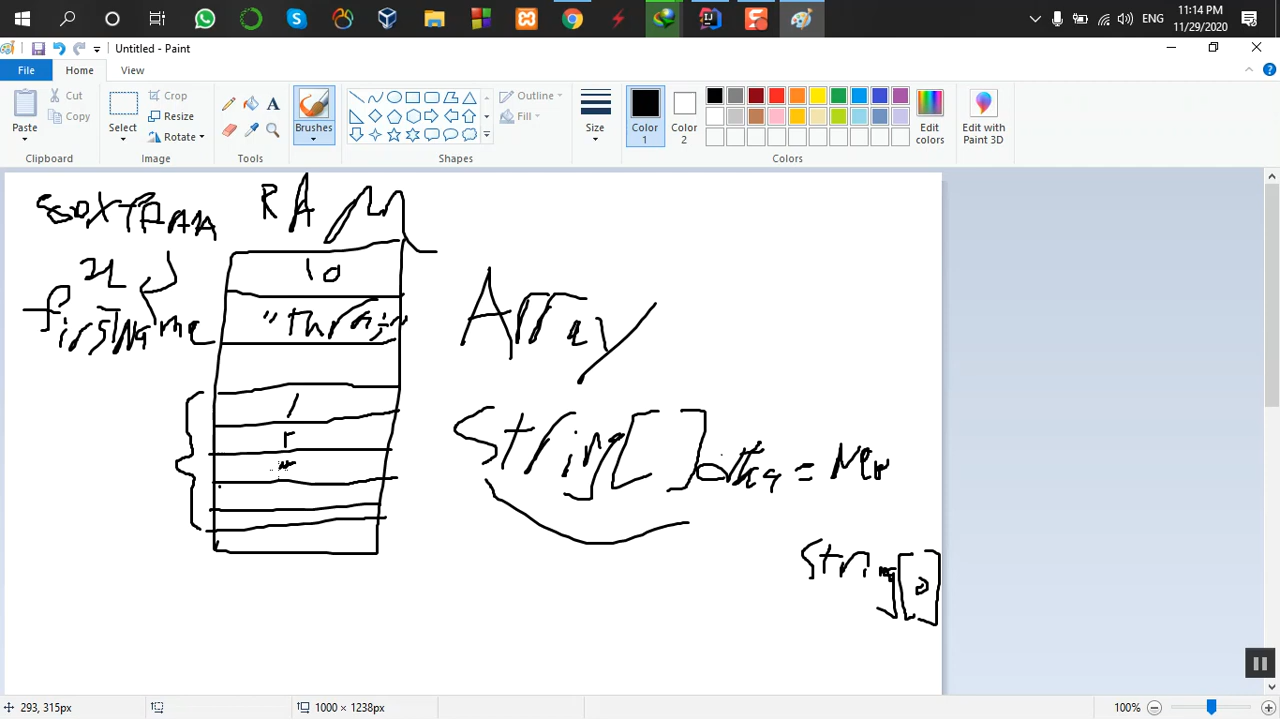 11:14 PM
ENG
11/29/2020
Untitled - Paint
File
Home
View
Paste
Cut
Copy
Clipboard
Select
Crop
Resize
Rotate
Image
Tools
Brushes
Shapes
Outline
Fill
Size
Color 1
Color 2
Colors
Edit colors
Edit with Paint 3D
RAM
10
firstName
Array
1
r
String[]
=
String[
293, 315px
1000 × 1238px
100%